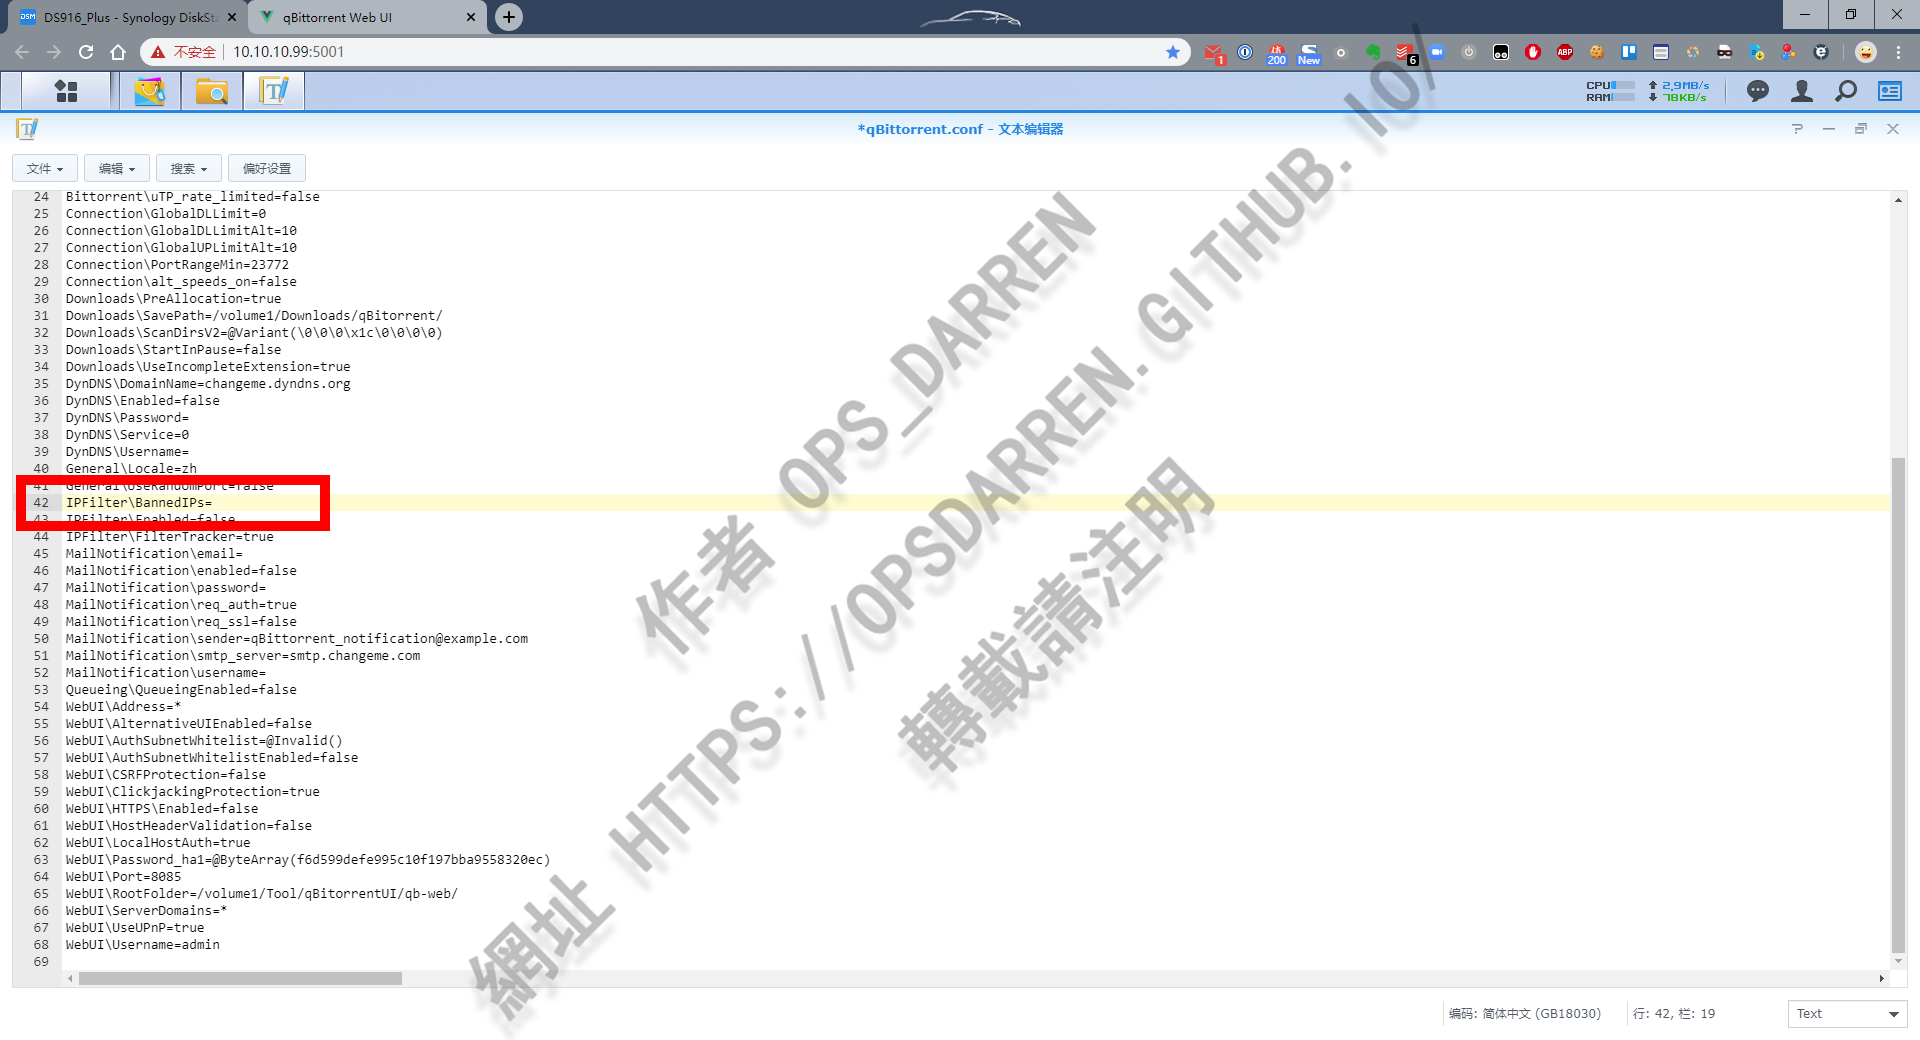 DS916_Plus - Synology DiskSta
qBittorrent Web UI
不安全
10.10.10.99:5001
1
200
New
6
ABP
CPU
2,9MB/s
RAM
78KB/s
*qBittorrent.conf - 文本编辑器
文件
编辑
搜索
偏好设置
24 Bittorrent\uTP_rate_limited=false
25 Connection\GlobalDLLimit=0
26 Connection\GlobalDLLimitAlt=10
27 Connection\GlobalUPLimitAlt=10
28 Connection\PortRangeMin=23772
29 Connection\alt_speeds_on=false
30 Downloads\PreAllocation=true
31 Downloads\SavePath=/volume1/Downloads/qBitorrent/
32 Downloads\ScanDirsV2=@Variant(\0\0\0\x1c\0\0\0\0)
33 Downloads\StartInPause=false
34 Downloads\UseIncompleteExtension=true
35 DynDNS\DomainName=changeme.dyndns.org
36 DynDNS\Enabled=false
37 DynDNS\Password=
38 DynDNS\Service=0
39 DynDNS\Username=
40 General\Locale=zh
41 General\UseRandomPort=false
42 IPFilter\BannedIPs=
43 IPFilter\Enabled=false
44 IPFilter\FilterTracker=true
45 MailNotification\email=
46 MailNotification\enabled=false
47 MailNotification\password=
48 MailNotification\req_auth=true
49 MailNotification\req_ssl=false
50 MailNotification\sender=qBittorrent_notification@example.com
51 MailNotification\smtp_server=smtp.changeme.com
52 MailNotification\username=
53 Queueing\QueueingEnabled=false
54 WebUI\Address=*
55 WebUI\AlternativeUIEnabled=false
56 WebUI\AuthSubnetWhitelist=@Invalid()
57 WebUI\AuthSubnetWhitelistEnabled=false
58 WebUI\CSRFProtection=false
59 WebUI\ClickjackingProtection=true
60 WebUI\HTTPS\Enabled=false
61 WebUI\HostHeaderValidation=false
62 WebUI\LocalHostAuth=true
63 WebUI\Password_ha1=@ByteArray(f6d599defe995c10f197bba9558320ec)
64 WebUI\Port=8085
65 WebUI\RootFolder=/volume1/Tool/qBitorrentUI/qb-web/
66 WebUI\ServerDomains=*
67 WebUI\UseUPnP=true
68 WebUI\Username=admin
69
作者 OPS_DARREN
網址 HTTPS://OPSDARREN.GITHUB.IO/
轉載請注明
编码: 简体中文 (GB18030)
行: 42, 栏: 19
Text